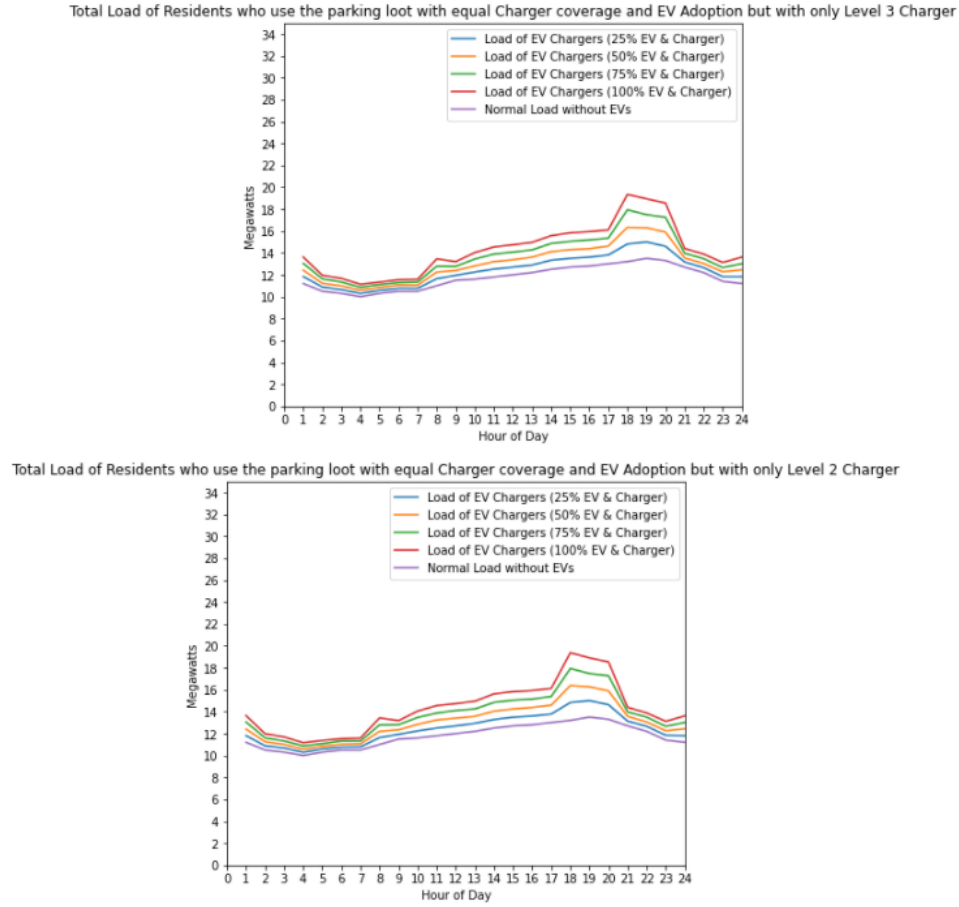 Total Load of Residents who use the parking loot with equal Charger coverage and EV Adoption but with only Level 3 Charger
Load of EV Chargers (25% EV & Charger)
Load of EV Chargers (50% EV & Charger)
Load of EV Chargers (75% EV & Charger)
Load of EV Chargers (100% EV & Charger)
Normal Load without EVs
34
32
30
28
26
24
22
20
18
16
14
12
10
8
6
4
2
0
Megawatts
0 1 2 3 4 5 6 7 8 9 10 11 12 13 14 15 16 17 18 19 20 21 22 23 24
Hour of Day
Total Load of Residents who use the parking loot with equal Charger coverage and EV Adoption but with only Level 2 Charger
Load of EV Chargers (25% EV & Charger)
Load of EV Chargers (50% EV & Charger)
Load of EV Chargers (75% EV & Charger)
Load of EV Chargers (100% EV & Charger)
Normal Load without EVs
34
32
30
28
26
24
22
20
18
16
14
12
10
8
6
4
2
0
Megawatts
0 1 2 3 4 5 6 7 8 9 10 11 12 13 14 15 16 17 18 19 20 21 22 23 24
Hour of Day